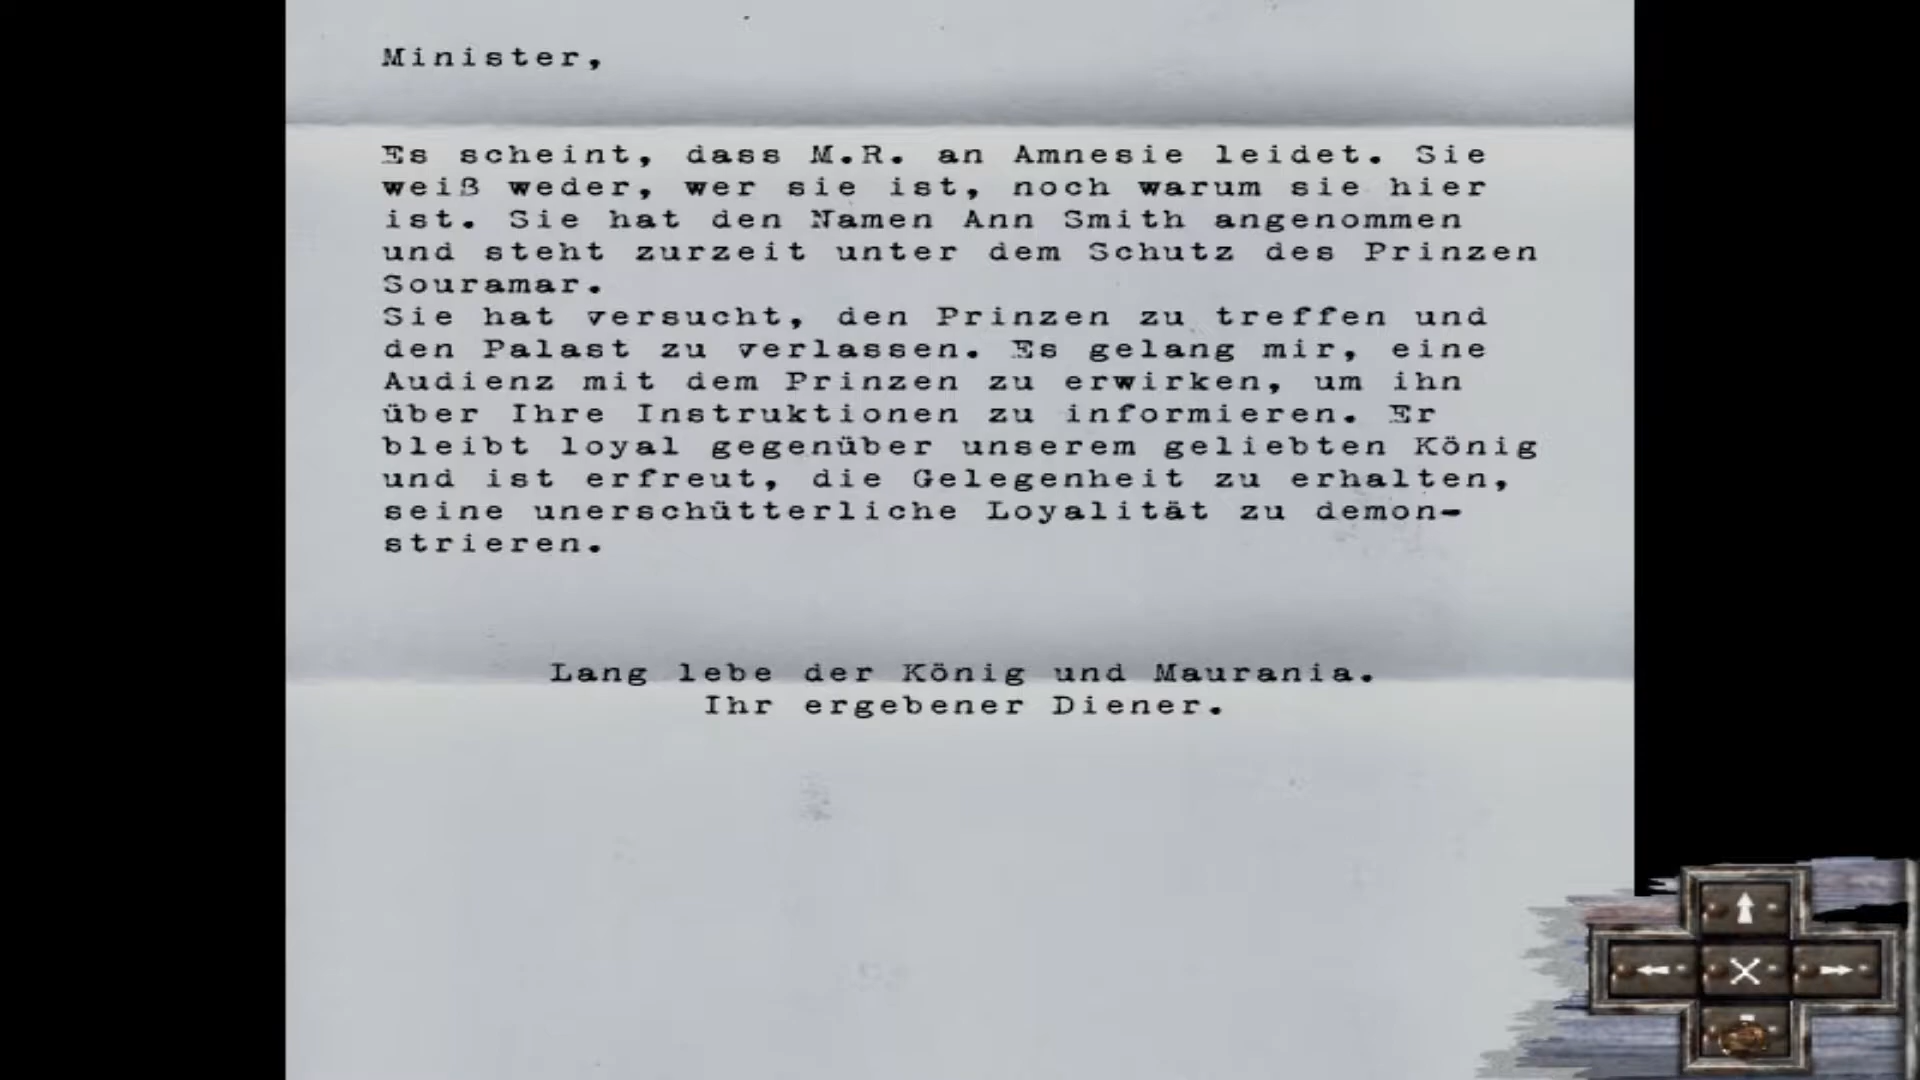 Minister,
Es scheint, dass M.R. an Amnesie leidet. Sie
weiß weder, wer sie ist, noch warum sie hier
ist. Sie hat den Namen Ann Smith angenommen
und steht zurzeit unter dem Schutz des Prinzen
Souramar.
Sie hat versucht, den Prinzen zu treffen und
den Palast zu verlassen. Es gelang mir, eine
Audienz mit dem Prinzen zu erwirken, um ihn
über Ihre Instruktionen zu informieren. Er
bleibt loyal gegenüber unserem geliebten König
und ist erfreut, die Gelegenheit zu erhalten,
seine unerschütterliche Loyalität zu demon-
strieren.
Lang lebe der König und Maurania.
Ihr ergebener Diener.